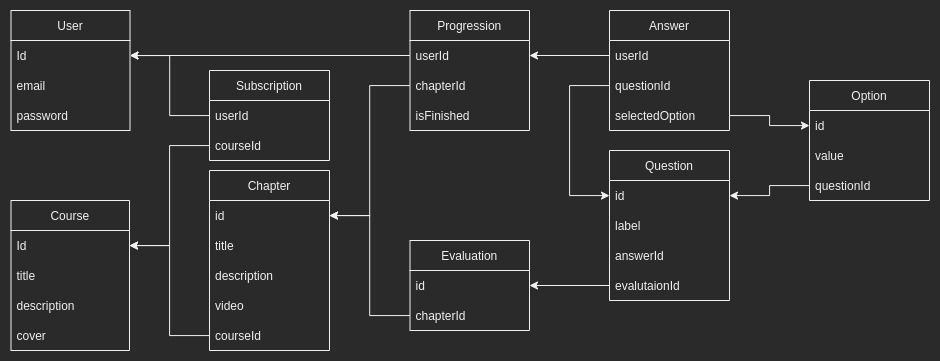 User
Id
email
password
Subscription
userId
courseId
Course
Id
title
description
cover
Chapter
id
title
description
video
courseId
Progression
userId
chapterId
isFinished
Evaluation
id
chapterId
Answer
userId
questionId
selectedOption
Question
id
label
answerId
evalutaionId
Option
id
value
questionId